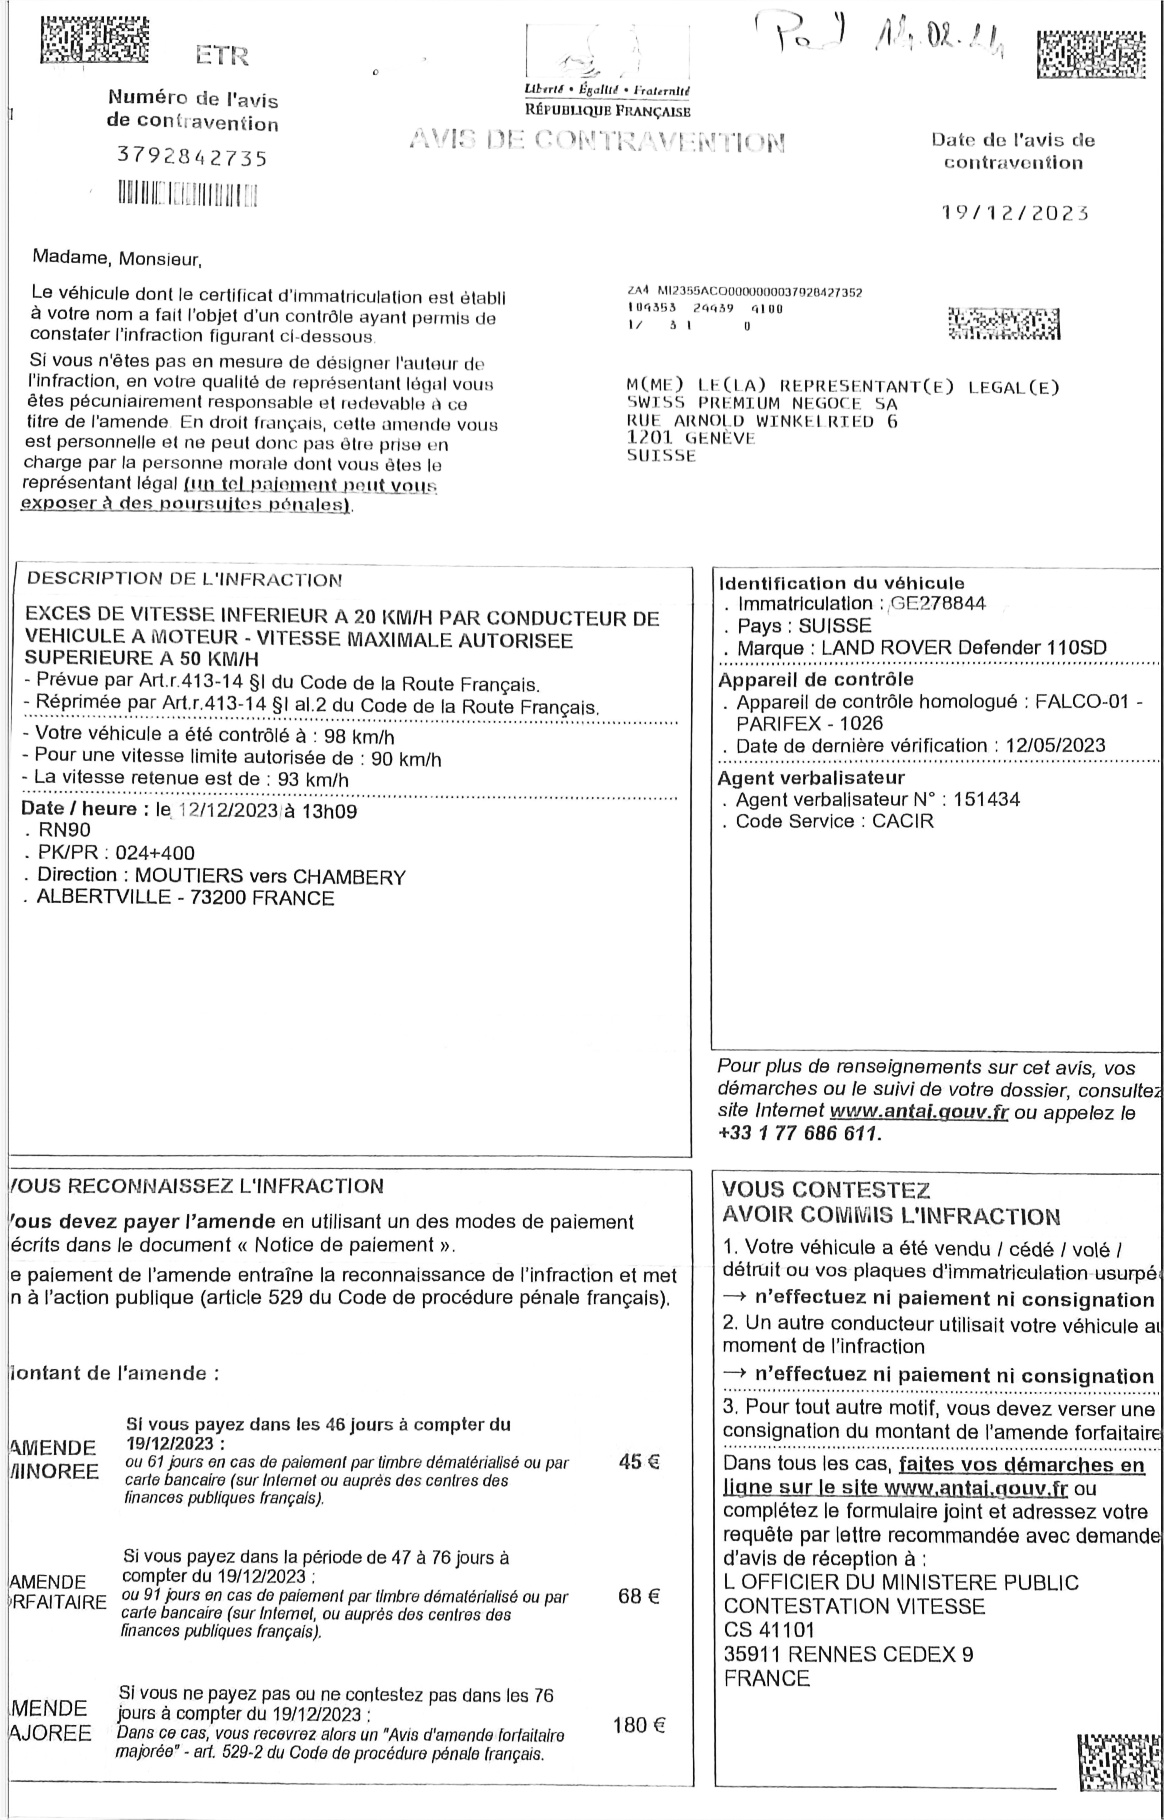 ETR
Liberté • Égalité • Fraternité
RÉPUBLIQUE FRANÇAISE
14.02.24
Numéro de l'avis
de contravention
3792842735
AVIS DE CONTRAVENTION
Date de l'avis de
contravention
19/12/2023
Madame, Monsieur,
Le véhicule dont le certificat d'immatriculation est établi
à votre nom a fait l'objet d'un contrôle ayant permis de
constater l'infraction figurant ci-dessous.
Si vous n'êtes pas en mesure de désigner l'auteur de
l'infraction, en votre qualité de représentant légal vous
êtes pécuniairement responsable et redevable à ce
titre de l'amende. En droit français, cette amende vous
est personnelle et ne peut donc pas être prise en
charge par la personne morale dont vous êtes le
représentant légal (un tel paiement peut vous
exposer à des poursuites pénales).
ZA4 MI2355AC00000000037928427352
104353 24439 4100
1/ 31 0
M(ME) LE(LA) REPRESENTANT(E) LEGAL(E)
SWISS PREMIUM NEGOCE SA
RUE ARNOLD WINKELRIED 6
1201 GENÈVE
SUISSE
DESCRIPTION DE L'INFRACTION
EXCES DE VITESSE INFERIEUR A 20 KM/H PAR CONDUCTEUR DE
VEHICULE A MOTEUR - VITESSE MAXIMALE AUTORISEE
SUPERIEURE A 50 KM/H
- Prévue par Art.r.413-14 §I du Code de la Route Français.
- Réprimée par Art.r.413-14 §I al.2 du Code de la Route Français.
- Votre véhicule a été contrôlé à : 98 km/h
- Pour une vitesse limite autorisée de : 90 km/h
- La vitesse retenue est de : 93 km/h
Date / heure : le 12/12/2023 à 13h09
. RN90
. PK/PR : 024+400
. Direction : MOUTIERS vers CHAMBERY
. ALBERTVILLE - 73200 FRANCE
Identification du véhicule
. Immatriculation : GE278844
. Pays : SUISSE
. Marque : LAND ROVER Defender 110SD
Appareil de contrôle
. Appareil de contrôle homologué : FALCO-01 -
PARIFEX - 1026
. Date de dernière vérification : 12/05/2023
Agent verbalisateur
. Agent verbalisateur N° : 151434
. Code Service : CACIR
Pour plus de renseignements sur cet avis, vos
démarches ou le suivi de votre dossier, consultez
site Internet www.antai.gouv.fr ou appelez le
+33 1 77 686 611.
VOUS RECONNAISSEZ L'INFRACTION
Vous devez payer l'amende en utilisant un des modes de paiement
écrits dans le document « Notice de paiement ».
e paiement de l'amende entraîne la reconnaissance de l'infraction et met
n à l'action publique (article 529 du Code de procédure pénale français).
ontant de l'amende :
AMENDE
MINOREE
Si vous payez dans les 46 jours à compter du
19/12/2023 :
ou 61 jours en cas de paiement par timbre dématérialisé ou par
carte bancaire (sur Internet ou auprès des centres des
finances publiques français).
45 €
AMENDE
RFAITAIRE
Si vous payez dans la période de 47 à 76 jours à
compter du 19/12/2023 :
ou 91 jours en cas de paiement par timbre dématérialisé ou par
carte bancaire (sur Internet, ou auprès des centres des
finances publiques français).
68 €
MENDE
AJOREE
Si vous ne payez pas ou ne contestez pas dans les 76
jours à compter du 19/12/2023 :
Dans ce cas, vous recevrez alors un "Avis d'amende forfaitaire
majorée" - art. 529-2 du Code de procédure pénale français.
180 €
VOUS CONTESTEZ
AVOIR COMMIS L'INFRACTION
1. Votre véhicule a été vendu / cédé / volé /
détruit ou vos plaques d'immatriculation usurpé
→ n'effectuez ni paiement ni consignation
2. Un autre conducteur utilisait votre véhicule au
moment de l'infraction
→ n'effectuez ni paiement ni consignation
3. Pour tout autre motif, vous devez verser une
consignation du montant de l'amende forfaitaire
Dans tous les cas, faites vos démarches en
ligne sur le site www.antai.gouv.fr ou
complétez le formulaire joint et adressez votre
requête par lettre recommandée avec demande
d'avis de réception à :
L OFFICIER DU MINISTERE PUBLIC
CONTESTATION VITESSE
CS 41101
35911 RENNES CEDEX 9
FRANCE